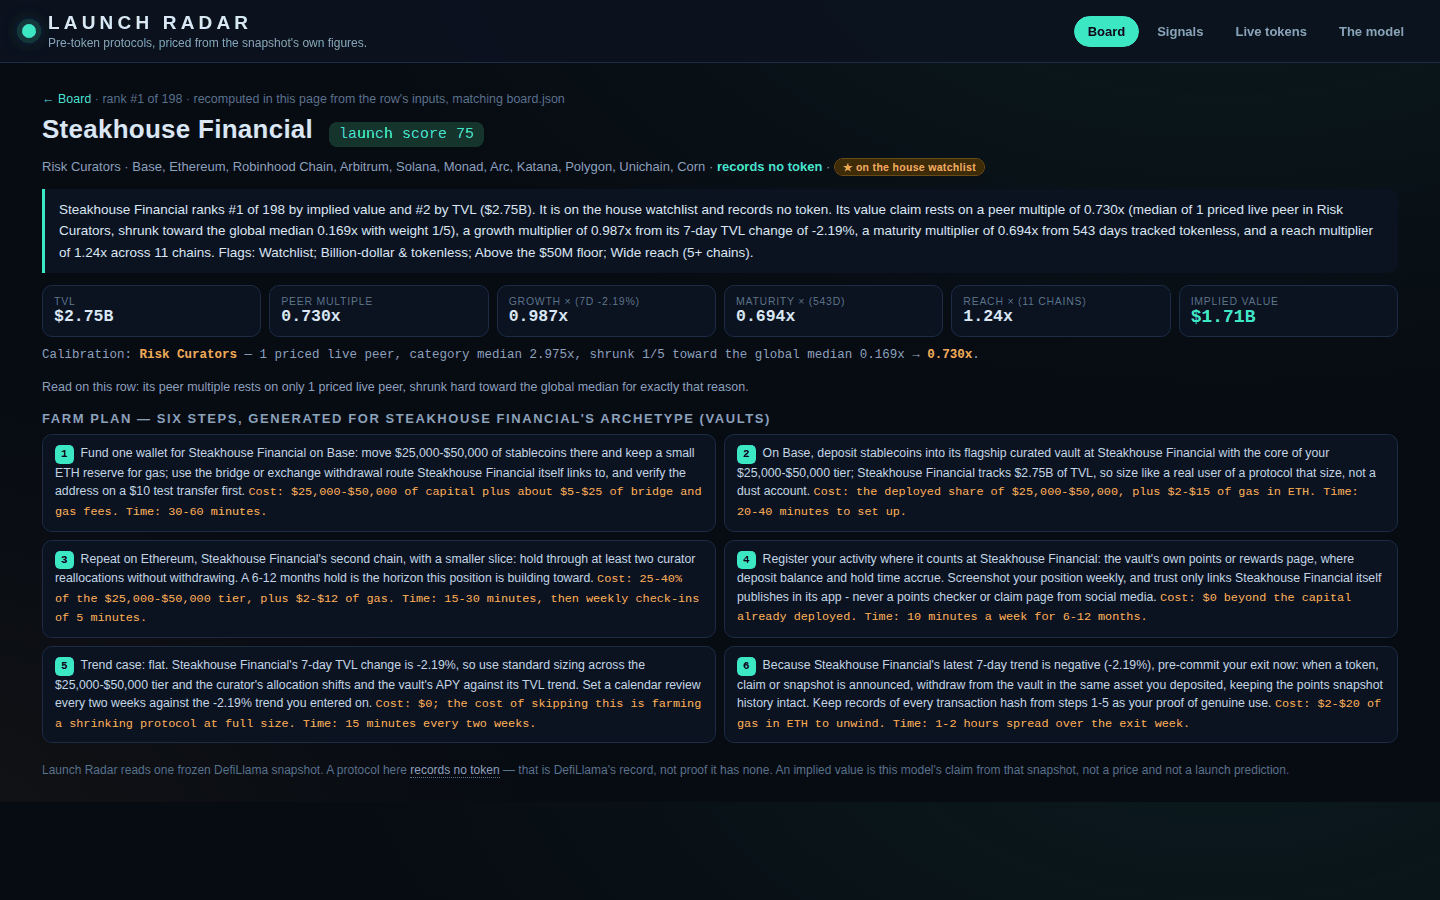 LAUNCH RADAR
Pre-token protocols, priced from the snapshot's own figures.
Board
Signals
Live tokens
The model
← Board · rank #1 of 198 · recomputed in this page from the row's inputs, matching board.json
Steakhouse Financial
launch score 75
Risk Curators · Base, Ethereum, Robinhood Chain, Arbitrum, Solana, Monad, Arc, Katana, Polygon, Unichain, Corn · records no token · ★ on the house watchlist
Steakhouse Financial ranks #1 of 198 by implied value and #2 by TVL ($2.75B). It is on the house watchlist and records no token. Its value claim rests on a peer multiple of 0.730x (median of 1 priced live peer in Risk
Curators, shrunk toward the global median 0.169x with weight 1/5), a growth multiplier of 0.987x from its 7-day TVL change of -2.19%, a maturity multiplier of 0.694x from 543 days tracked tokenless, and a reach multiplier
of 1.24x across 11 chains. Flags: Watchlist; Billion-dollar & tokenless; Above the $50M floor; Wide reach (5+ chains).
TVL
$2.75B
PEER MULTIPLE
0.730x
GROWTH × (7D -2.19%)
0.987x
MATURITY × (543D)
0.694x
REACH × (11 CHAINS)
1.24x
IMPLIED VALUE
$1.71B
Calibration: Risk Curators — 1 priced live peer, category median 2.975x, shrunk 1/5 toward the global median 0.169x → 0.730x.
Read on this row: its peer multiple rests on only 1 priced live peer, shrunk hard toward the global median for exactly that reason.
FARM PLAN — SIX STEPS, GENERATED FOR STEAKHOUSE FINANCIAL'S ARCHETYPE (VAULTS)
1 Fund one wallet for Steakhouse Financial on Base: move $25,000-$50,000 of stablecoins there and keep a small
ETH reserve for gas; use the bridge or exchange withdrawal route Steakhouse Financial itself links to, and verify the
address on a $10 test transfer first. Cost: $25,000-$50,000 of capital plus about $5-$25 of bridge and
gas fees. Time: 30-60 minutes.
2 On Base, deposit stablecoins into its flagship curated vault at Steakhouse Financial with the core of your
$25,000-$50,000 tier; Steakhouse Financial tracks $2.75B of TVL, so size like a real user of a protocol that size, not a
dust account. Cost: the deployed share of $25,000-$50,000, plus $2-$15 of gas in ETH. Time:
20-40 minutes to set up.
3 Repeat on Ethereum, Steakhouse Financial's second chain, with a smaller slice: hold through at least two curator
reallocations without withdrawing. A 6-12 months hold is the horizon this position is building toward. Cost: 25-40%
of the $25,000-$50,000 tier, plus $2-$12 of gas. Time: 15-30 minutes, then weekly check-ins
of 5 minutes.
4 Register your activity where it counts at Steakhouse Financial: the vault's own points or rewards page, where
deposit balance and hold time accrue. Screenshot your position weekly, and trust only links Steakhouse Financial itself
publishes in its app - never a points checker or claim page from social media. Cost: $0 beyond the capital
already deployed. Time: 10 minutes a week for 6-12 months.
5 Trend case: flat. Steakhouse Financial's 7-day TVL change is -2.19%, so use standard sizing across the
$25,000-$50,000 tier and the curator's allocation shifts and the vault's APY against its TVL trend. Set a calendar review
every two weeks against the -2.19% trend you entered on. Cost: $0; the cost of skipping this is farming
a shrinking protocol at full size. Time: 15 minutes every two weeks.
6 Because Steakhouse Financial's latest 7-day trend is negative (-2.19%), pre-commit your exit now: when a token,
claim or snapshot is announced, withdraw from the vault in the same asset you deposited, keeping the points snapshot
history intact. Keep records of every transaction hash from steps 1-5 as your proof of genuine use. Cost: $2-$20 of
gas in ETH to unwind. Time: 1-2 hours spread over the exit week.
Launch Radar reads one frozen DefiLlama snapshot. A protocol here records no token — that is DefiLlama's record, not proof it has none. An implied value is this model's claim from that snapshot, not a price and not a launch prediction.